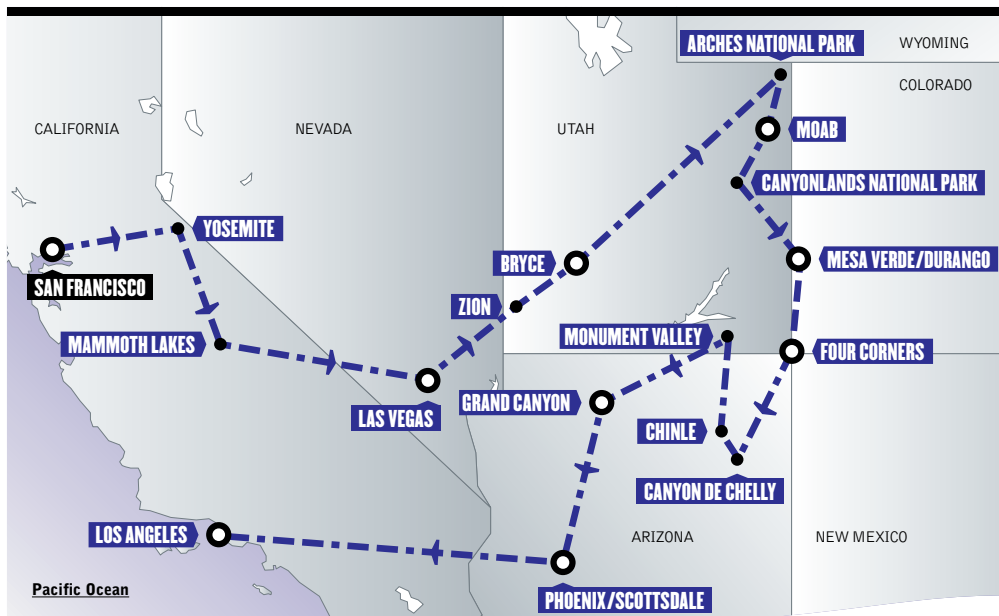 ARCHES NATIONAL PARK
WYOMING
COLORADO
CALIFORNIA
NEVADA
UTAH
MOAB
CANYONLANDS NATIONAL PARK
YOSEMITE
BRYCE
MESA VERDE/DURANGO
SAN FRANCISCO
ZION
MONUMENT VALLEY
MAMMOTH LAKES
FOUR CORNERS
LAS VEGAS
GRAND CANYON
CHINLE
CANYON DE CHELLY
LOS ANGELES
ARIZONA
NEW MEXICO
Pacific Ocean
PHOENIX/SCOTTSDALE